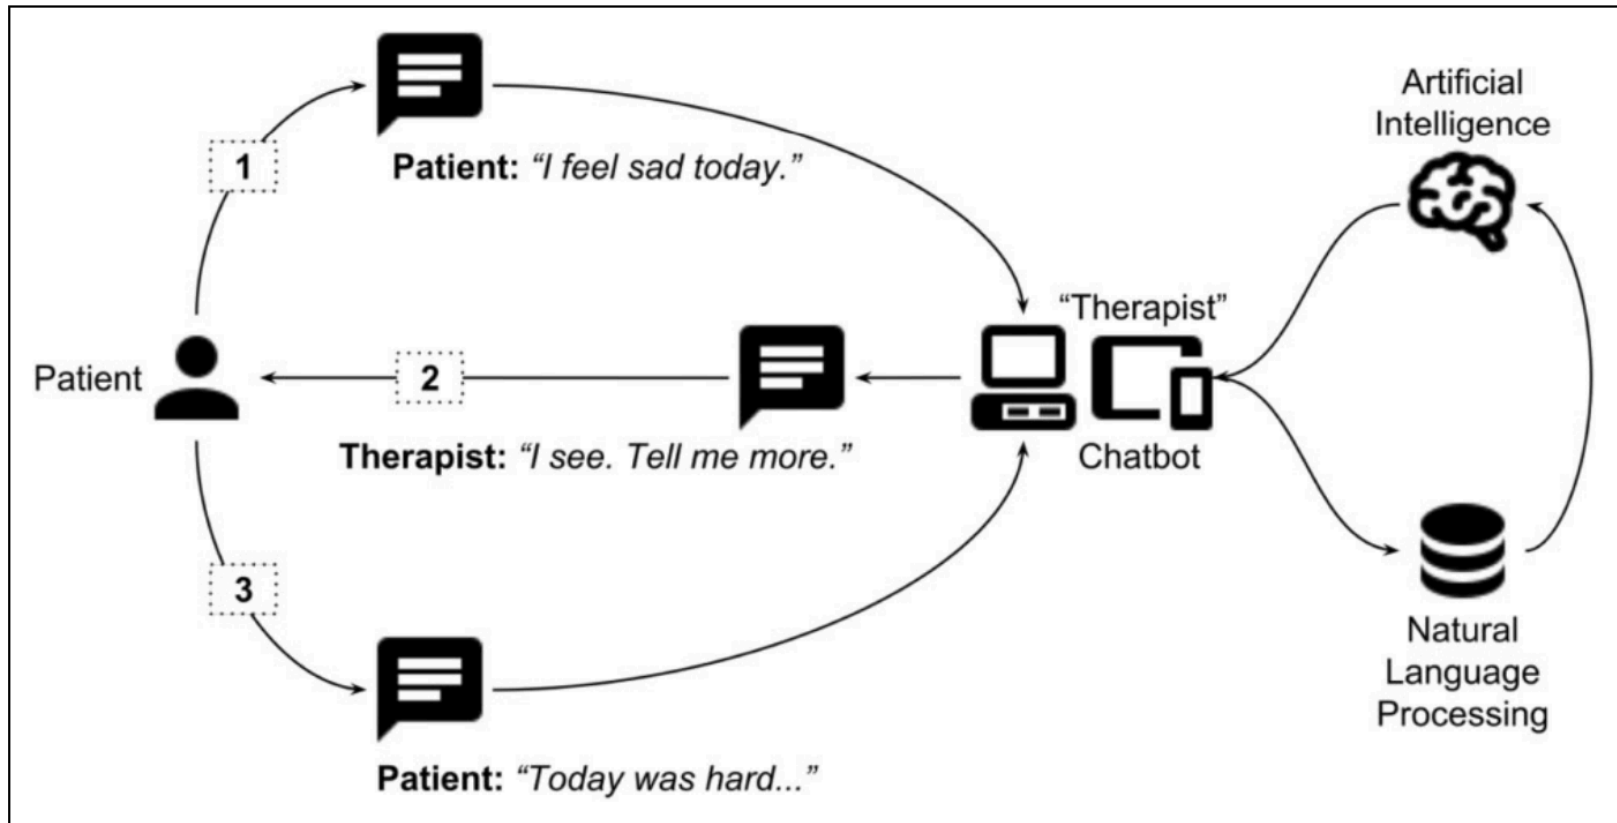 1
Patient: “I feel sad today.”
Artificial
Intelligence
“Therapist”
Patient
2
Therapist: “I see. Tell me more.”
Chatbot
3
Patient: “Today was hard...”
Natural
Language
Processing